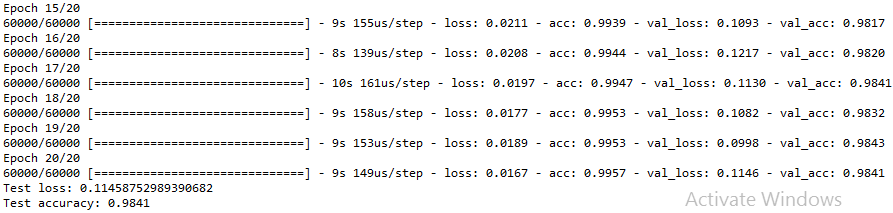 Epoch 15/20
60000/60000 [==============================] - 9s 155us/step - loss: 0.0211 - acc: 0.9939 - val_loss: 0.1093 - val_acc: 0.9817
Epoch 16/20
60000/60000 [==============================] - 8s 139us/step - loss: 0.0208 - acc: 0.9944 - val_loss: 0.1217 - val_acc: 0.9820
Epoch 17/20
60000/60000 [==============================] - 10s 161us/step - loss: 0.0197 - acc: 0.9947 - val_loss: 0.1130 - val_acc: 0.9841
Epoch 18/20
60000/60000 [==============================] - 9s 158us/step - loss: 0.0177 - acc: 0.9953 - val_loss: 0.1082 - val_acc: 0.9832
Epoch 19/20
60000/60000 [==============================] - 9s 153us/step - loss: 0.0189 - acc: 0.9953 - val_loss: 0.0998 - val_acc: 0.9843
Epoch 20/20
60000/60000 [==============================] - 9s 149us/step - loss: 0.0167 - acc: 0.9957 - val_loss: 0.1146 - val_acc: 0.9841
Test loss: 0.11458752989390682
Test accuracy: 0.9841
Activate Windows